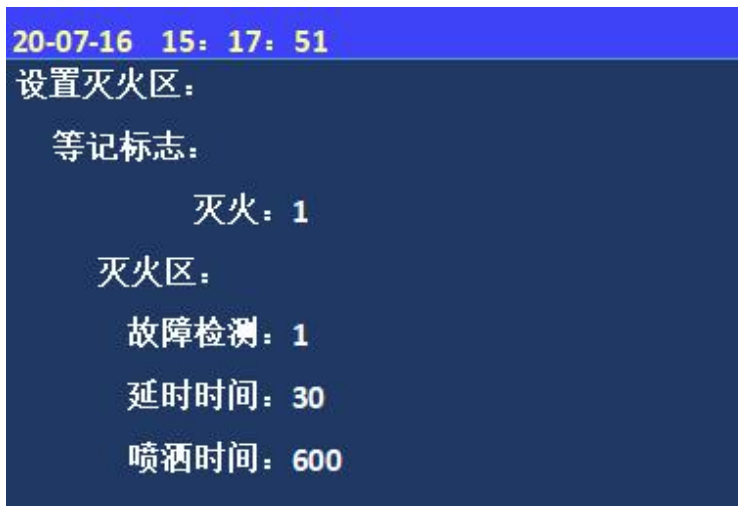 20-07-16 15：17：51
设置灭火区：
等记标志：
灭火：1
灭火区：
故障检测：1
延时时间：30
喷洒时间：600